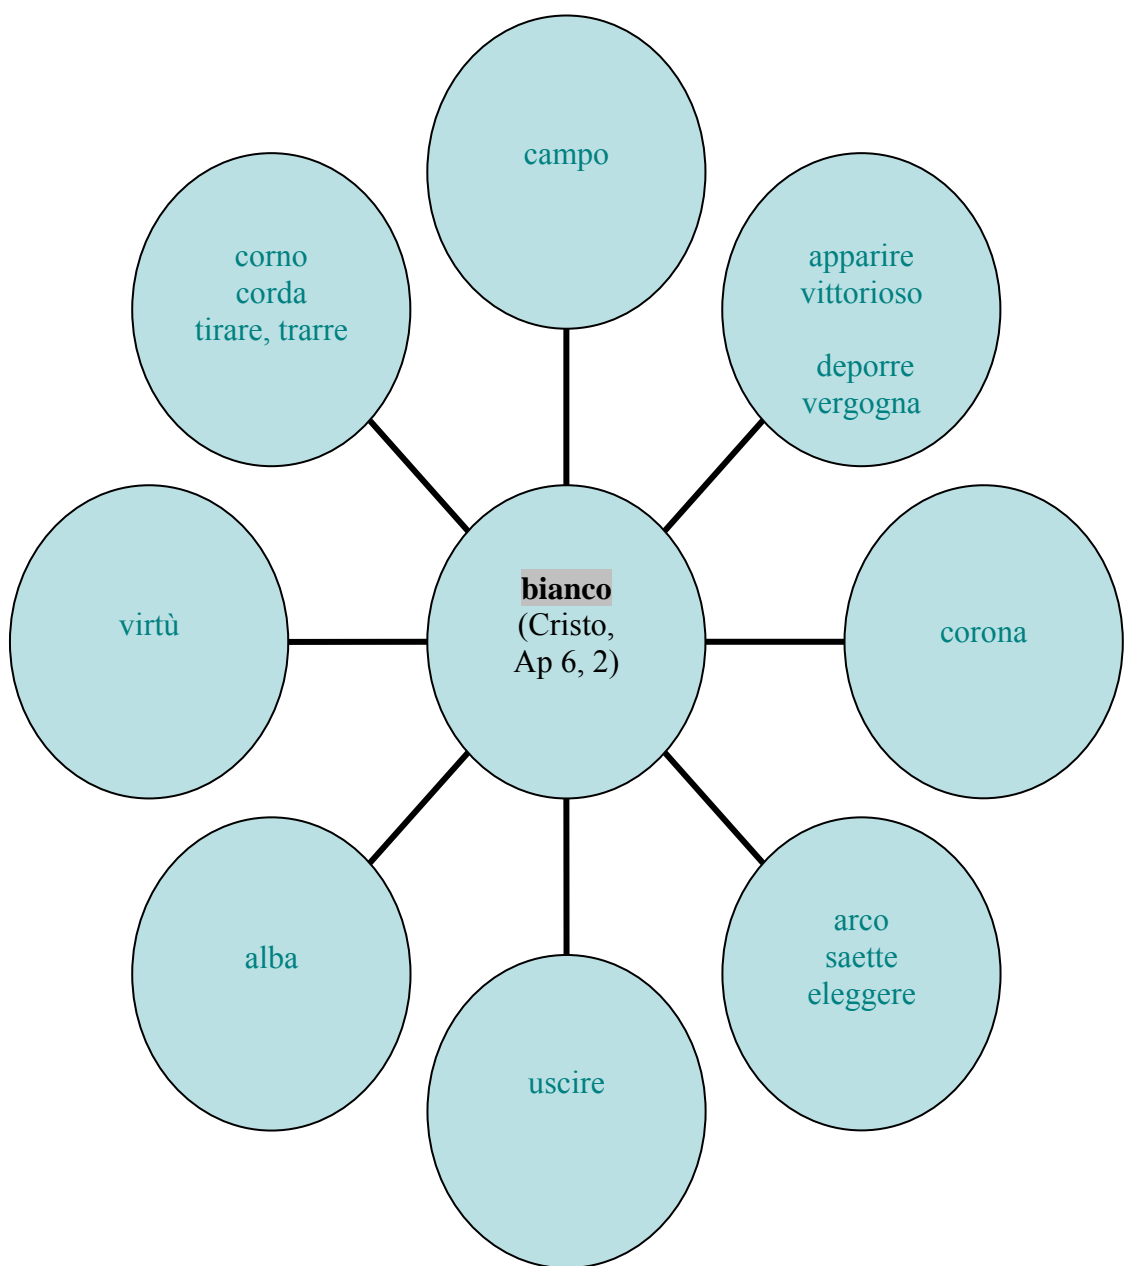 campo
corno
corda
tirare, trarre
apparire
vittorioso
deporre
vergogna
virtù
bianco
(Cristo,
Ap 6, 2)
corona
alba
arco
saette
eleggere
uscire